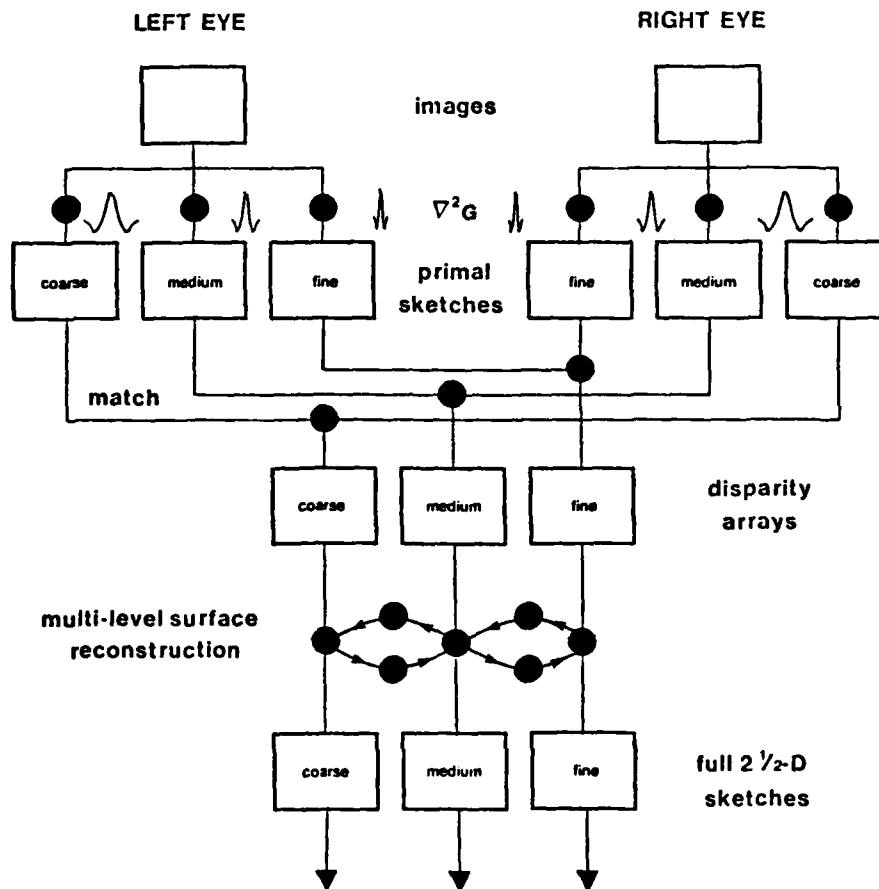 LEFT EYE
RIGHT EYE
images
∇²G
coarse
medium
fine
primal
sketches
fine
medium
coarse
match
coarse
medium
fine
disparity
arrays
multi-level surface
reconstruction
coarse
medium
fine
full 2 ½-D
sketches